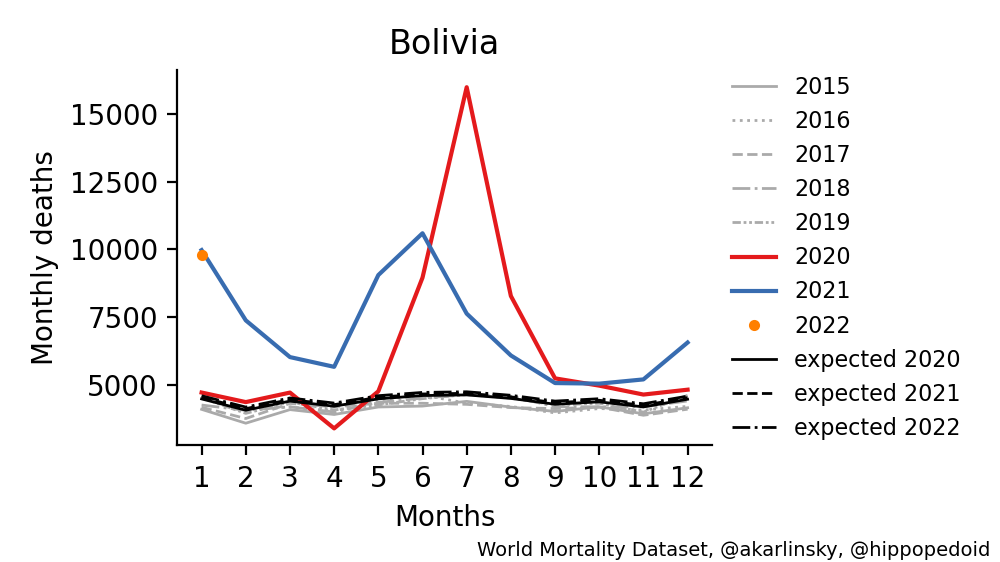 Bolivia
Monthly deaths
15000
12500
10000
7500
5000
1 2 3 4 5 6 7 8 9 10 11 12
Months
2015
2016
2017
2018
2019
2020
2021
2022
expected 2020
expected 2021
expected 2022
World Mortality Dataset, @akarlinsky, @hippopedoid